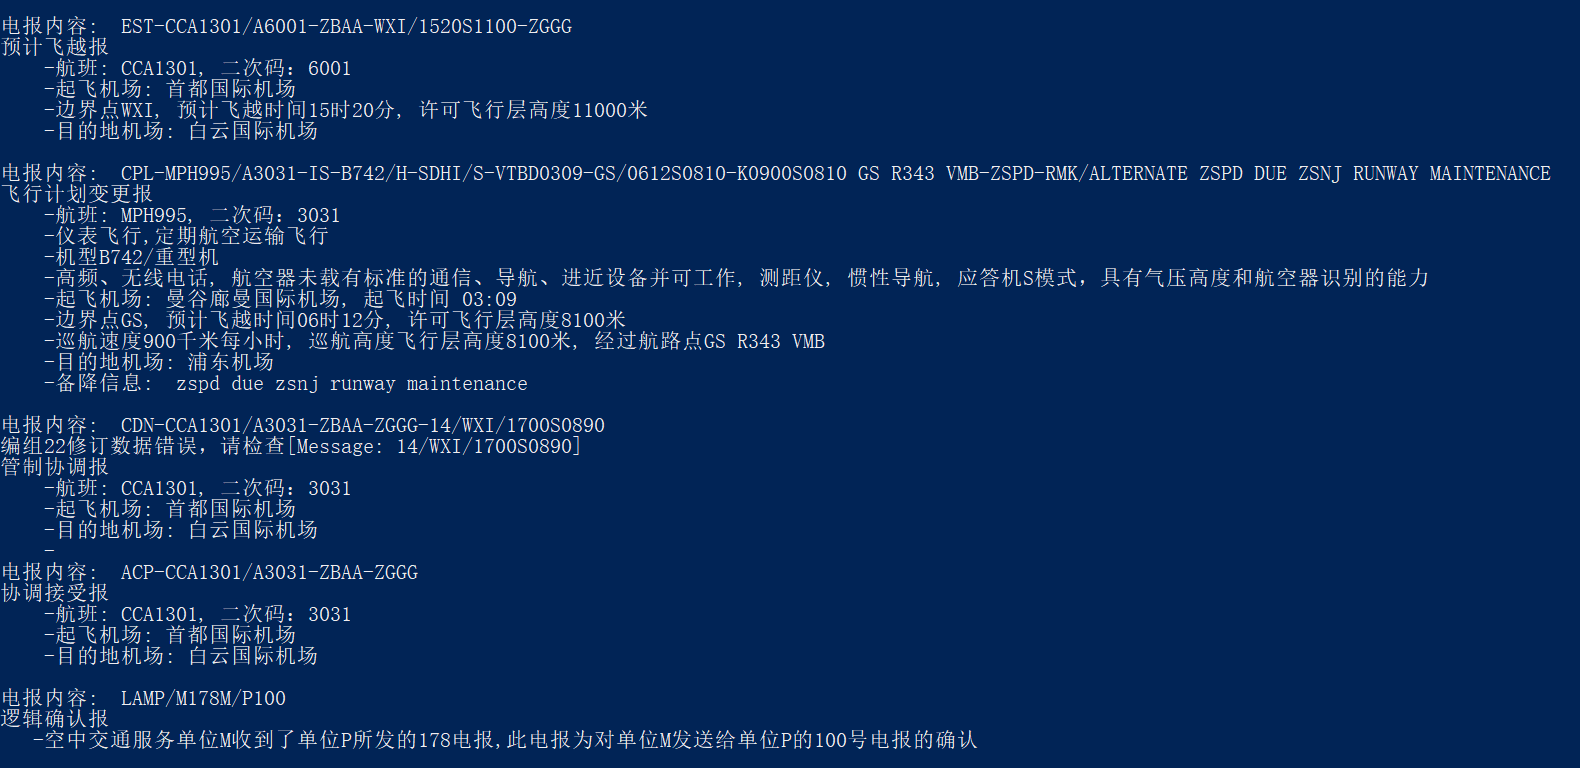 电报内容: EST-CCA1301/A6001-ZBAA-WXI/1520S1100-ZGGG
预计飞越报
-航班: CCA1301, 二次码: 6001
-起飞机场: 首都国际机场
-边界点WXI, 预计飞越时间15时20分, 许可飞行层高度11000米
-目的地机场: 白云国际机场
电报内容: CPL-MPH995/A3031-IS-B742/H-SDHI/S-VTBD0309-GS/0612S0810-K0900S0810 GS R343 VMB-ZSPD-RMK/ALTERNATE ZSPD DUE ZSNJ RUNWAY MAINTENANCE
飞行计划变更报
-航班: MPH995, 二次码: 3031
-仪表飞行,定期航空运输飞行
-机型B742/重型机
-高频、无线电话, 航空器未载有标准的通信、导航、进近设备并可工作, 测距仪, 惯性导航, 应答机S模式，具有气压高度和航空器识别的能力
-起飞机场: 曼谷廊曼国际机场, 起飞时间 03:09
-边界点GS, 预计飞越时间06时12分, 许可飞行层高度8100米
-巡航速度900千米每小时, 巡航高度飞行层高度8100米, 经过航路点GS R343 VMB
-目的地机场: 浦东机场
-备降信息: zspd due zsnj runway maintenance
电报内容: CDN-CCA1301/A3031-ZBAA-ZGGG-14/WXI/1700S0890
编组22修订数据错误，请检查[Message: 14/WXI/1700S0890]
管制协调报
-航班: CCA1301, 二次码: 3031
-起飞机场: 首都国际机场
-目的地机场: 白云国际机场
-
电报内容: ACP-CCA1301/A3031-ZBAA-ZGGG
协调接受报
-航班: CCA1301, 二次码: 3031
-起飞机场: 首都国际机场
-目的地机场: 白云国际机场
电报内容: LAMP/M178M/P100
逻辑确认报
-空中交通服务单位M收到了单位P所发的178电报,此电报为对单位M发送给单位P的100号电报的确认